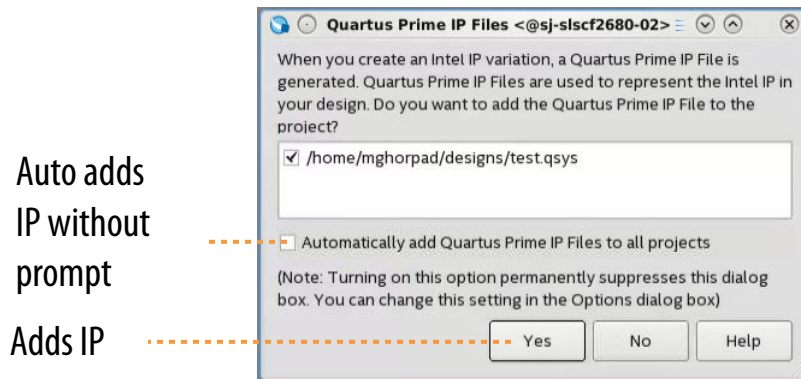 Quartus Prime IP Files <@sj-slscf2680-02>
When you create an Intel IP variation, a Quartus Prime IP File is
generated. Quartus Prime IP Files are used to represent the Intel IP in
your design. Do you want to add the Quartus Prime IP File to the
project?
/home/mghorpad/designs/test.qsys
Auto adds
IP without
prompt
Automatically add Quartus Prime IP Files to all projects
(Note: Turning on this option permanently suppresses this dialog
box. You can change this setting in the Options dialog box)
Adds IP
Yes No Help